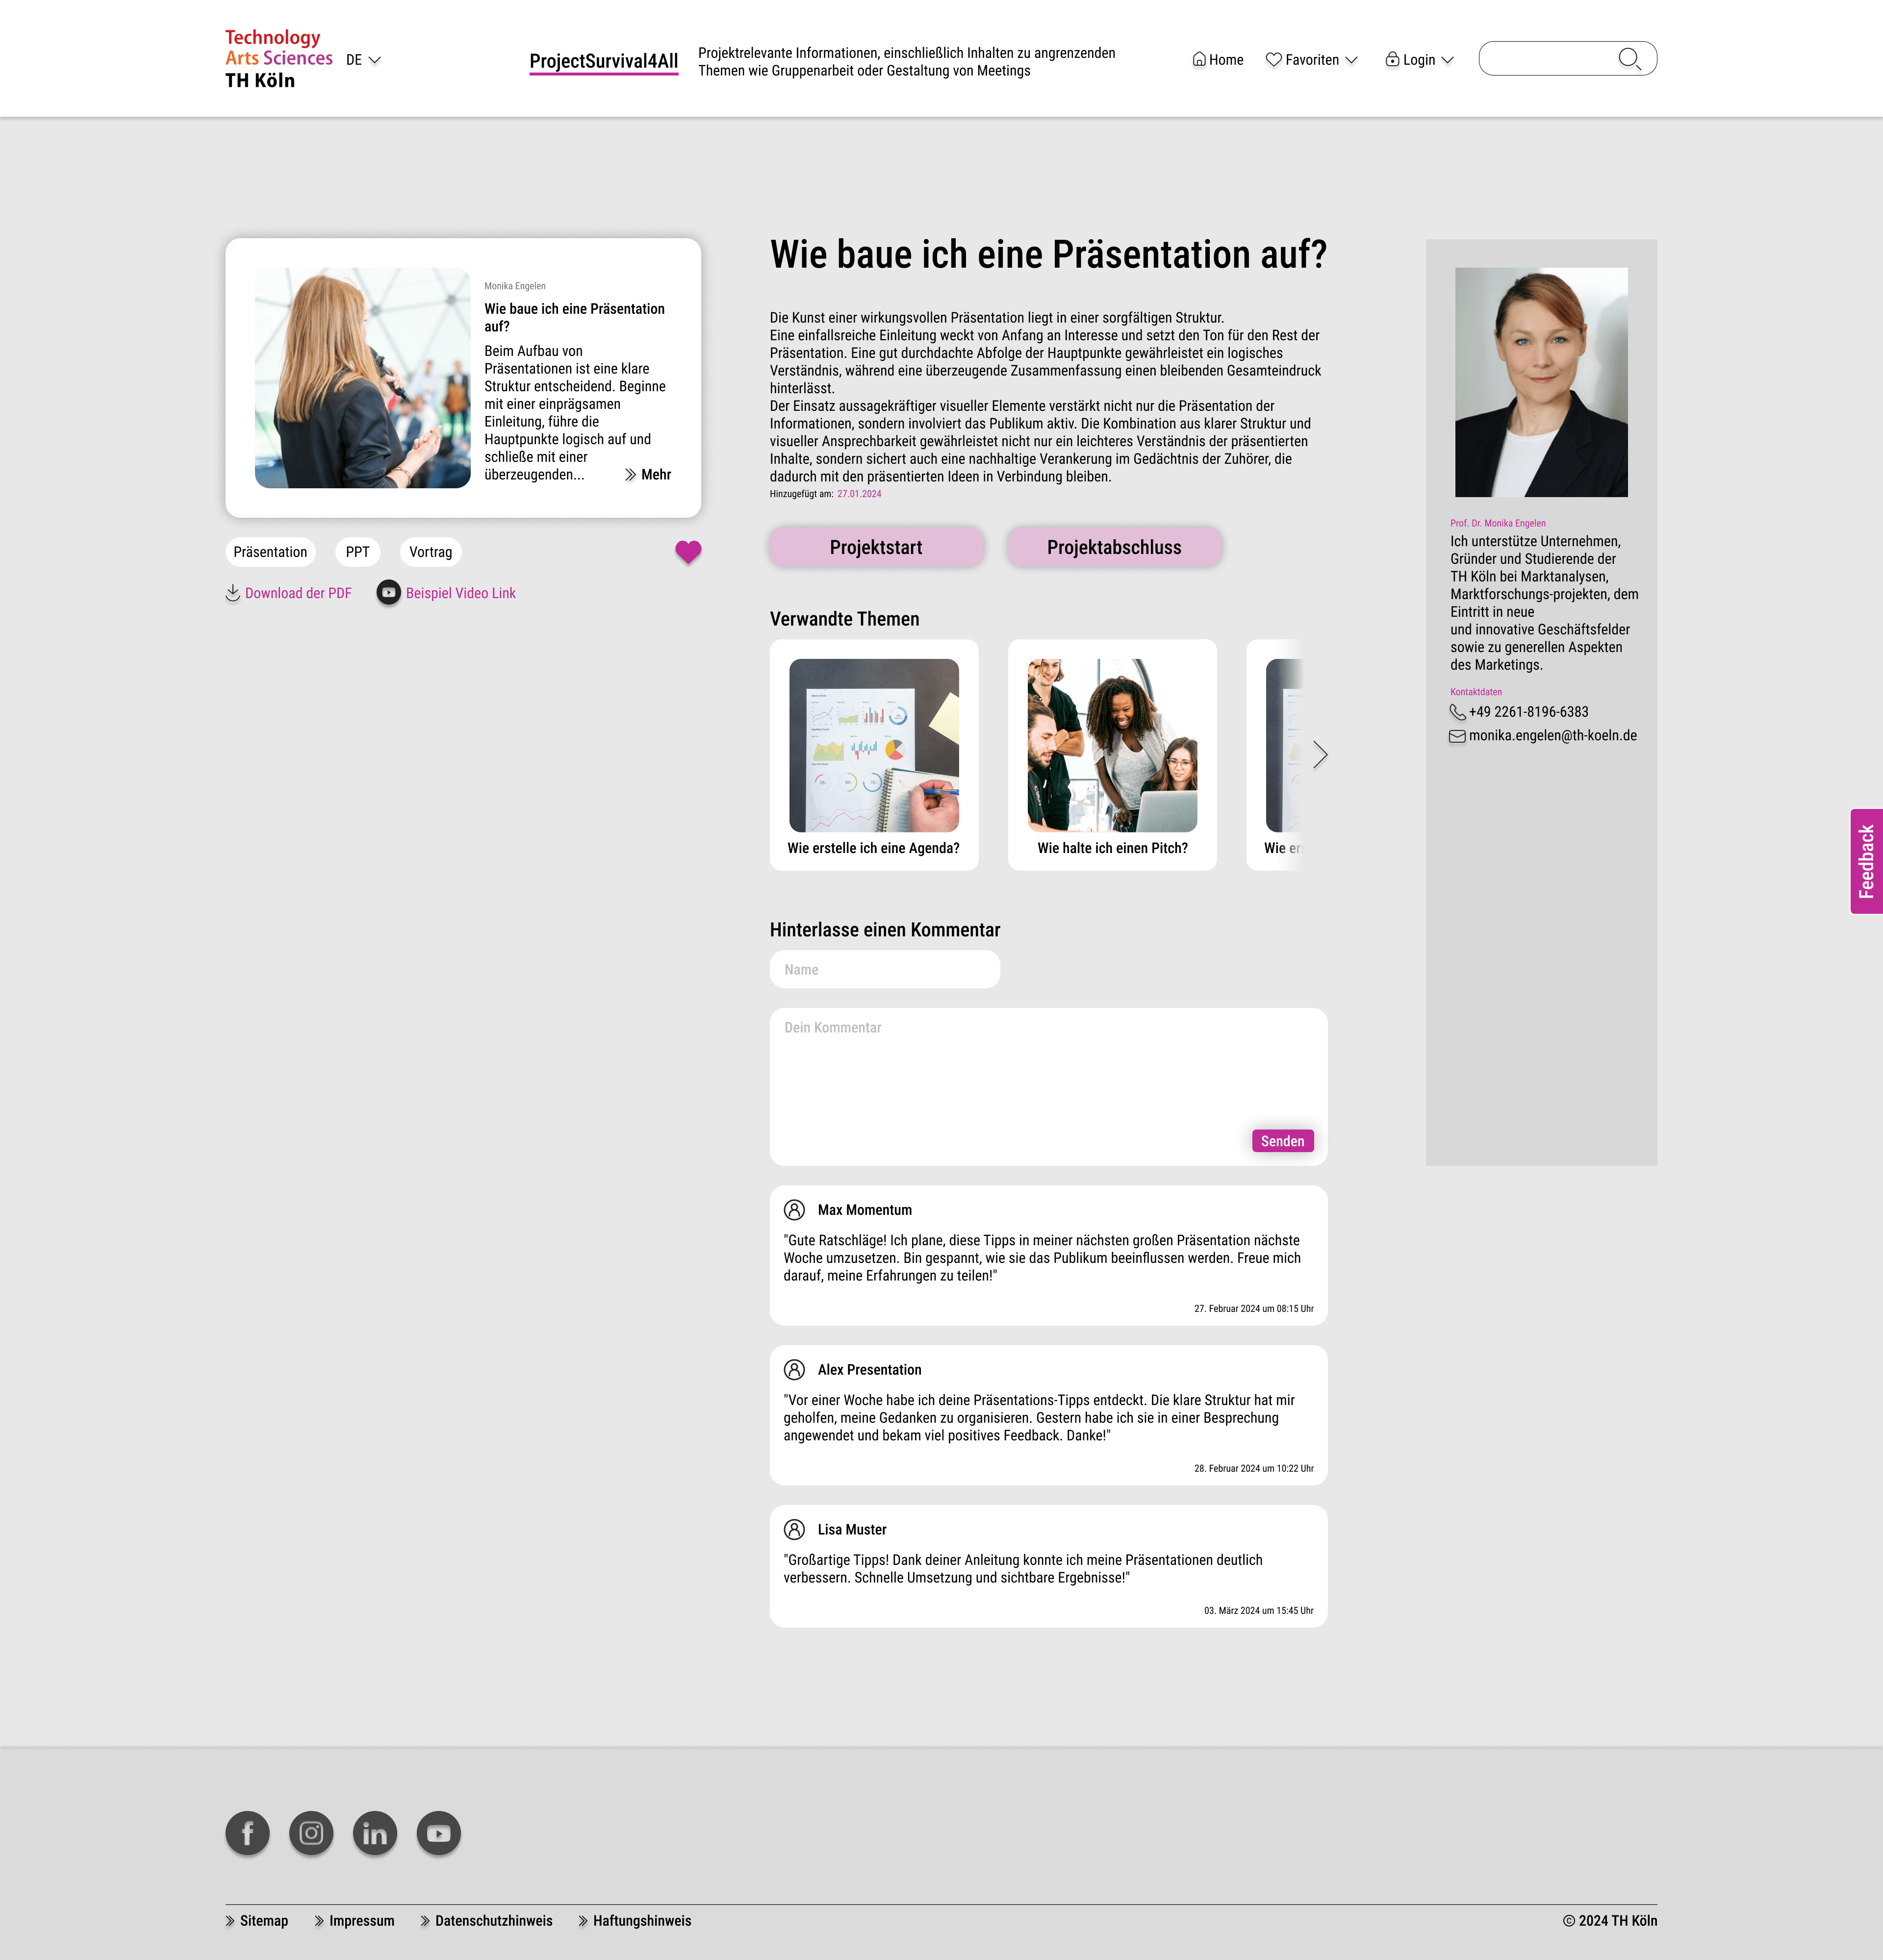 Technology
Arts Sciences
TH Köln
DE
ProjectSurvival4All
Projektrelevante Informationen, einschließlich Inhalten zu angrenzenden
Themen wie Gruppenarbeit oder Gestaltung von Meetings
Home
Favoriten
Login
Monika Engelen
Wie baue ich eine Präsentation
auf?
Beim Aufbau von
Präsentationen ist eine klare
Struktur entscheidend. Beginne
mit einer einprägsamen
Einleitung, führe die
Hauptpunkte logisch auf und
schließe mit einer
überzeugenden...
Mehr
Präsentation
PPT
Vortrag
Download der PDF
Beispiel Video Link
Wie baue ich eine Präsentation auf?
Die Kunst einer wirkungsvollen Präsentation liegt in einer sorgfältigen Struktur.
Eine einfallsreiche Einleitung weckt von Anfang an Interesse und setzt den Ton für den Rest der
Präsentation. Eine gut durchdachte Abfolge der Hauptpunkte gewährleistet ein logisches
Verständnis, während eine überzeugende Zusammenfassung einen bleibenden Gesamteindruck
hinterlässt.
Der Einsatz aussagekräftiger visueller Elemente verstärkt nicht nur die Präsentation der
Informationen, sondern involviert das Publikum aktiv. Die Kombination aus klarer Struktur und
visueller Ansprechbarkeit gewährleistet nicht nur ein leichteres Verständnis der präsentierten
Inhalte, sondern sichert auch eine nachhaltige Verankerung im Gedächtnis der Zuhörer, die
dadurch mit den präsentierten Ideen in Verbindung bleiben.
Hinzugefügt am: 27.01.2024
Projektstart
Projektabschluss
Verwandte Themen
Wie erstelle ich eine Agenda?
Wie halte ich einen Pitch?
Wie er
Hinterlasse einen Kommentar
Name
Dein Kommentar
Senden
Max Momentum
"Gute Ratschläge! Ich plane, diese Tipps in meiner nächsten großen Präsentation nächste
Woche umzusetzen. Bin gespannt, wie sie das Publikum beeinflussen werden. Freue mich
darauf, meine Erfahrungen zu teilen!"
27. Februar 2024 um 08:15 Uhr
Alex Presentation
"Vor einer Woche habe ich deine Präsentations-Tipps entdeckt. Die klare Struktur hat mir
geholfen, meine Gedanken zu organisieren. Gestern habe ich sie in einer Besprechung
angewendet und bekam viel positives Feedback. Danke!"
28. Februar 2024 um 10:22 Uhr
Lisa Muster
"Großartige Tipps! Dank deiner Anleitung konnte ich meine Präsentationen deutlich
verbessern. Schnelle Umsetzung und sichtbare Ergebnisse!"
03. März 2024 um 15:45 Uhr
Prof. Dr. Monika Engelen
Ich unterstütze Unternehmen,
Gründer und Studierende der
TH Köln bei Marktanalysen,
Marktforschungs-projekten, dem
Eintritt in neue
und innovative Geschäftsfelder
sowie zu generellen Aspekten
des Marketings.
Kontaktdaten
+49 2261-8196-6383
monika.engelen@th-koeln.de
Feedback
Sitemap
Impressum
Datenschutzhinweis
Haftungshinweis
© 2024 TH Köln